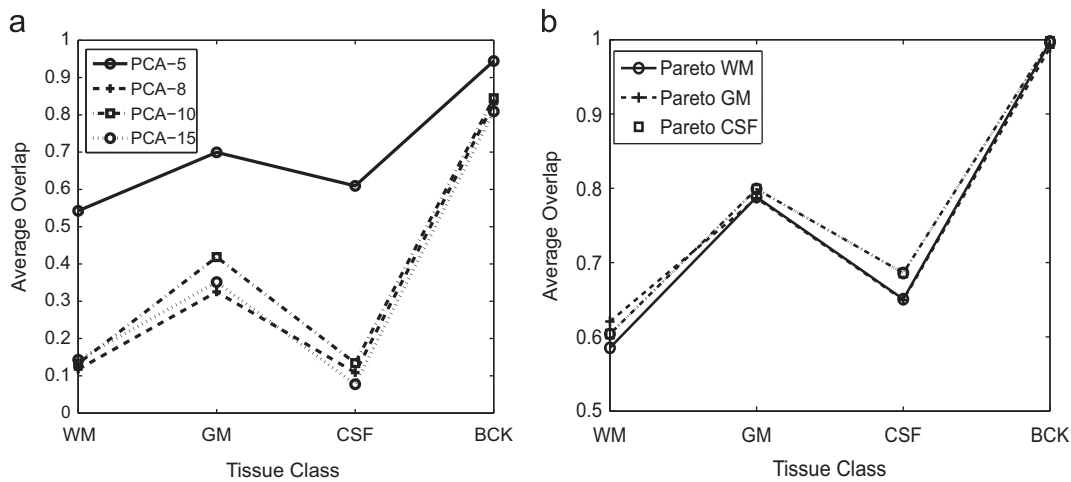 a
1
0.9
0.8
0.7
0.6
0.5
0.4
0.3
0.2
0.1
0
PCA−5
PCA−8
PCA−10
PCA−15
Average Overlap
WM GM CSF BCK
Tissue Class
b
1
0.9
0.8
0.7
0.6
0.5
Pareto WM
Pareto GM
Pareto CSF
Average Overlap
WM GM CSF BCK
Tissue Class